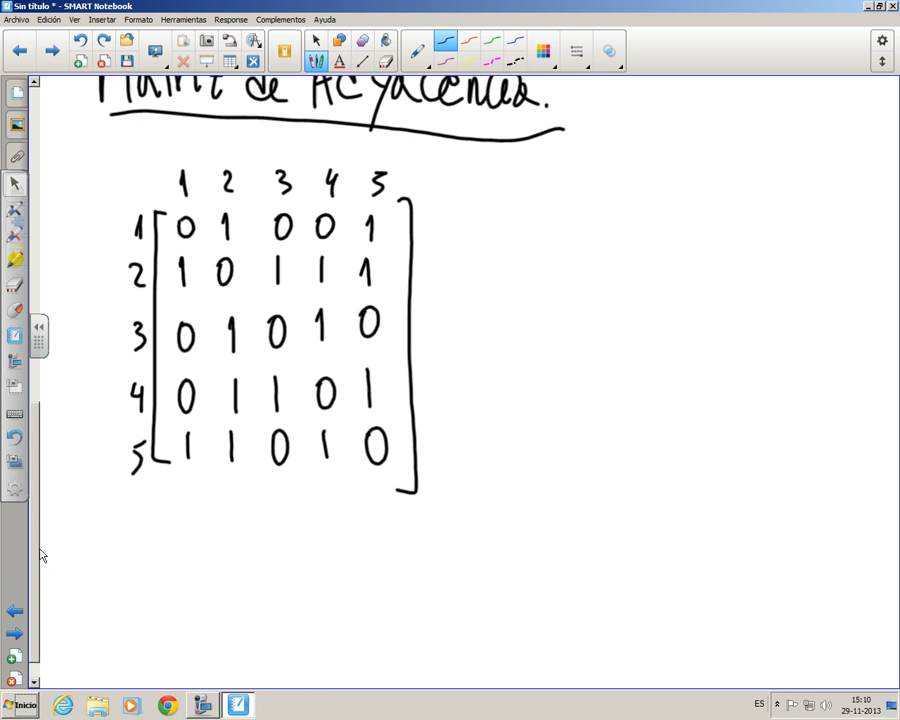 Sin título * - SMART Notebook
Archivo Edición Ver Insertar Formato Herramientas Response Complementos Ayuda
Matriz de Adyacencia.
1 2 3 4 5
1 0 1 0 0 1
2 1 0 1 1 1
3 0 1 0 1 0
4 0 1 1 0 1
5 1 1 0 1 0
Inicio
ES
15:10
29-11-2013